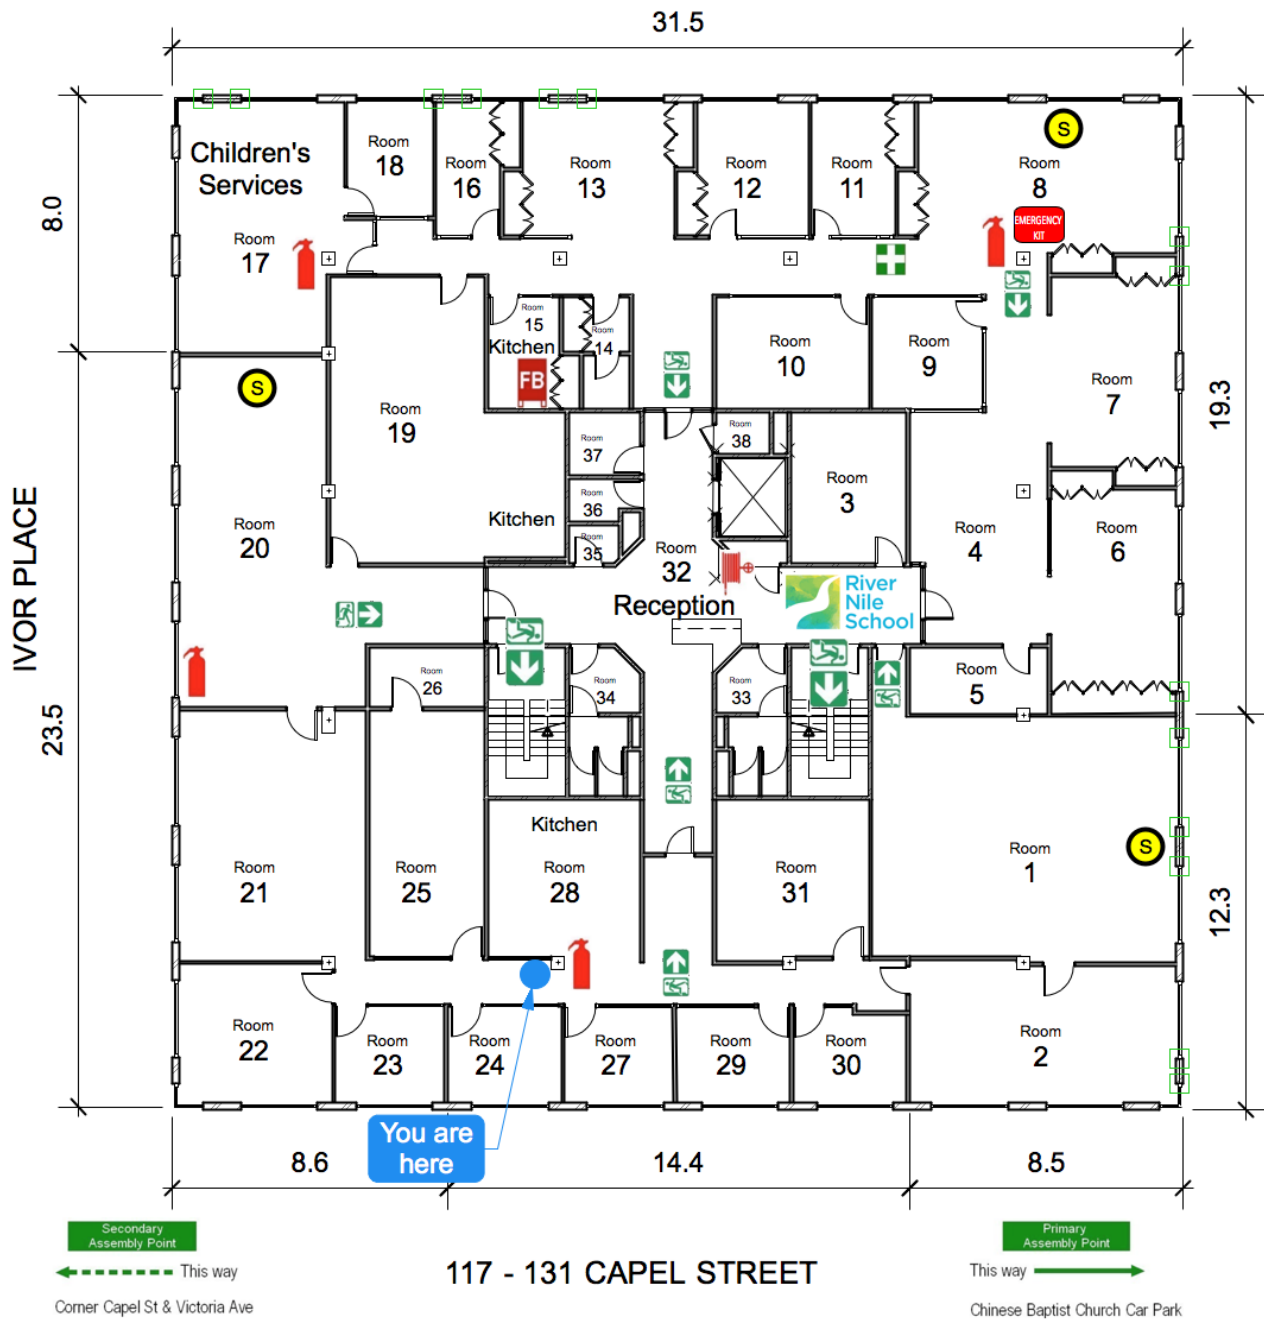 31.5
Children's
Services
Room
18
Room
16
Room
13
Room
12
Room
11
S
Room
8
EMERGENCY
KIT
8.0
Room
17
Room
15
Kitchen
FB
Room
14
Room
10
Room
9
Room
7
19.3
S
Room
19
Room
37
Room
38
Room
3
IVOR PLACE
Room
20
Kitchen
Room
36
Room
35
Room
32
Reception
River
Nile
School
Room
4
Room
6
Room
26
Room
34
Room
33
Room
5
23.5
Kitchen
Room
21
Room
25
Room
28
Room
31
Room
1
S
12.3
Room
22
Room
23
Room
24
Room
27
Room
29
Room
30
Room
2
You are
here
8.6
14.4
8.5
Secondary
Assembly Point
This way
Corner Capel St & Victoria Ave
117 - 131 CAPEL STREET
Primary
Assembly Point
This way
Chinese Baptist Church Car Park